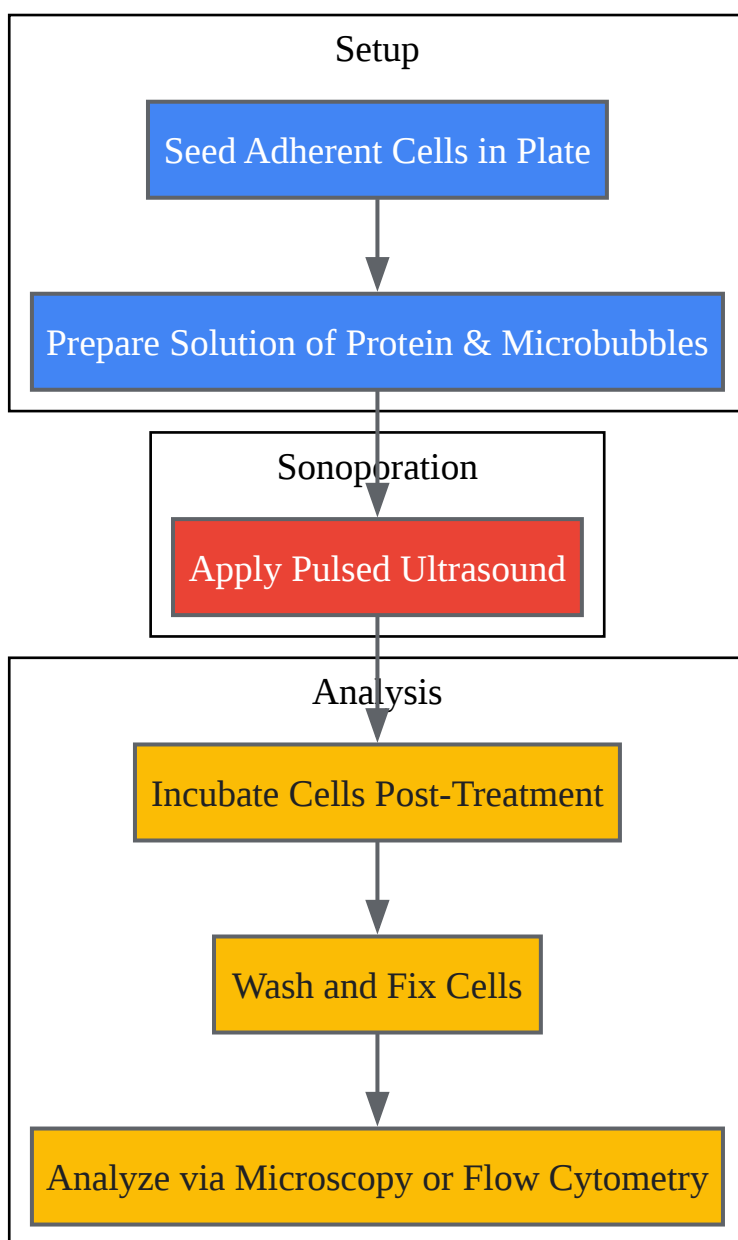 Setup
Seed Adherent Cells in Plate
Prepare Solution of Protein & Microbubbles
Sonoporation
Apply Pulsed Ultrasound
Analysis
Incubate Cells Post-Treatment
Wash and Fix Cells
Analyze via Microscopy or Flow Cytometry